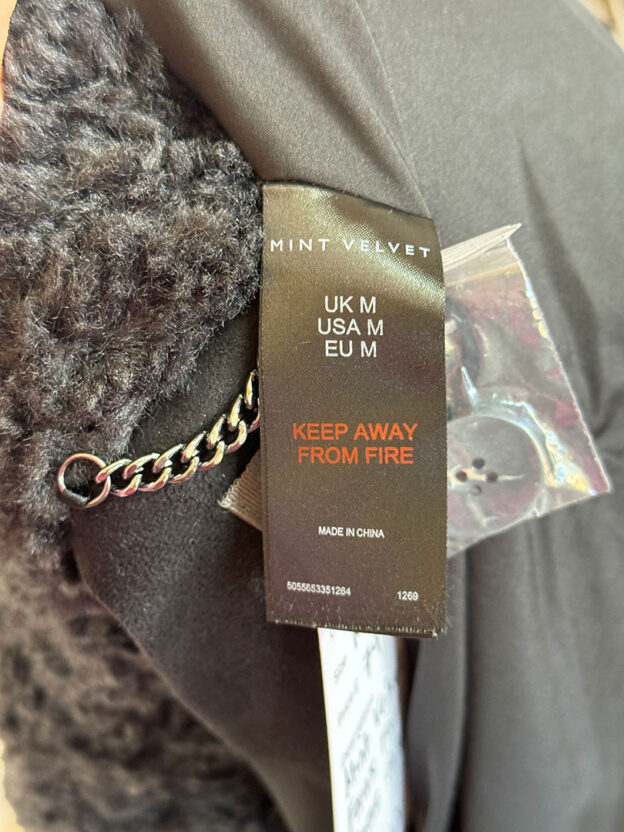 MINT VELVET
UK M
USA M
EU M
KEEP AWAY
FROM FIRE
MADE IN CHINA
5055653351264 1269